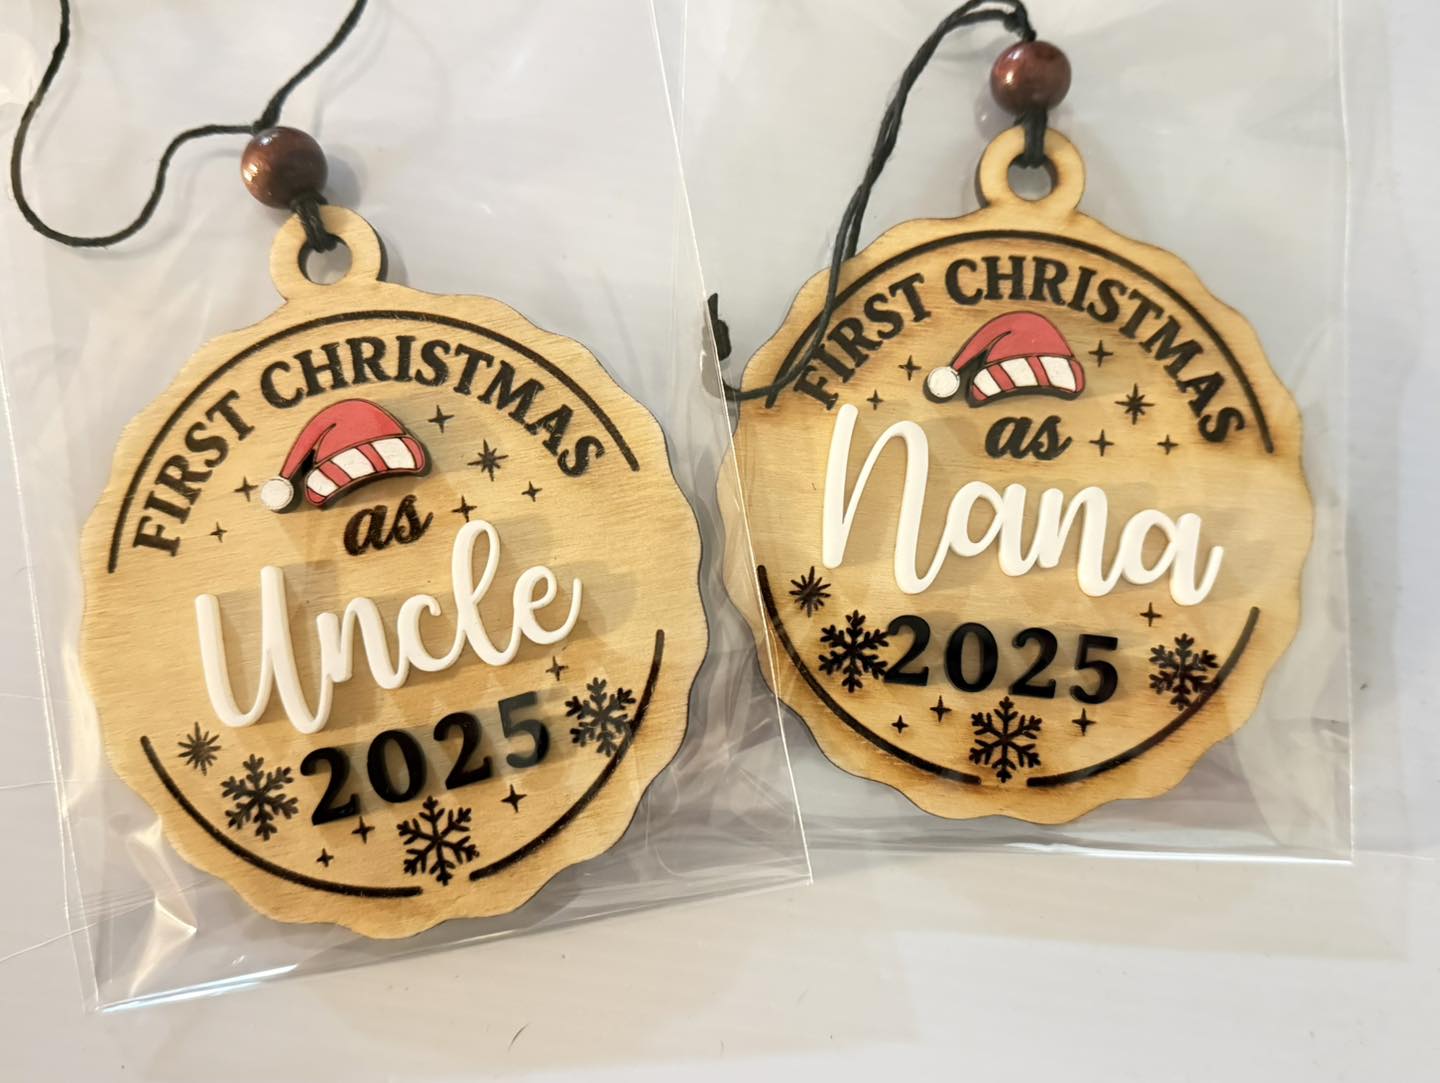 FIRST CHRISTMAS
as
Uncle
2025
FIRST CHRISTMAS
as
Nana
2025